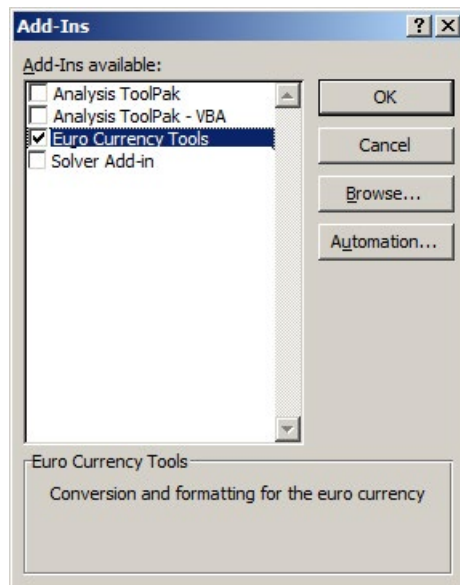 Add-Ins
Add-Ins available:
Analysis ToolPak
Analysis ToolPak - VBA
Euro Currency Tools
Solver Add-in
OK
Cancel
Browse...
Automation...
Euro Currency Tools
Conversion and formatting for the euro currency